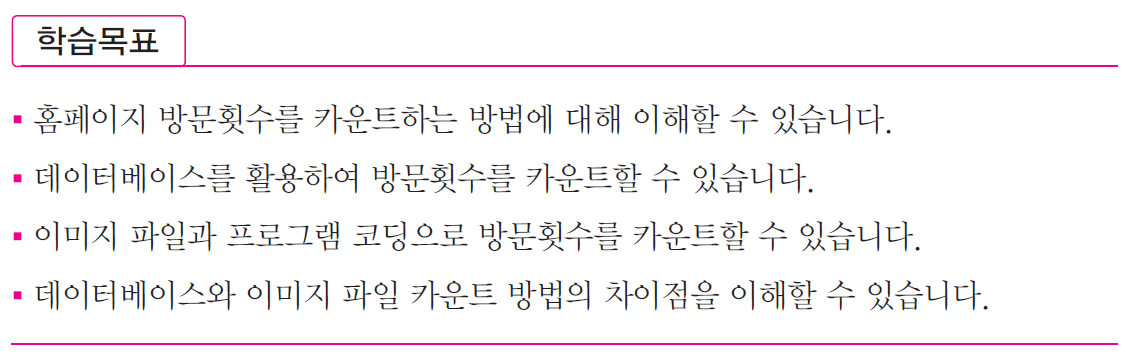 학습목표
▪ 홈페이지 방문횟수를 카운트하는 방법에 대해 이해할 수 있습니다.
▪ 데이터베이스를 활용하여 방문횟수를 카운트할 수 있습니다.
▪ 이미지 파일과 프로그램 코딩으로 방문횟수를 카운트할 수 있습니다.
▪ 데이터베이스와 이미지 파일 카운트 방법의 차이점을 이해할 수 있습니다.